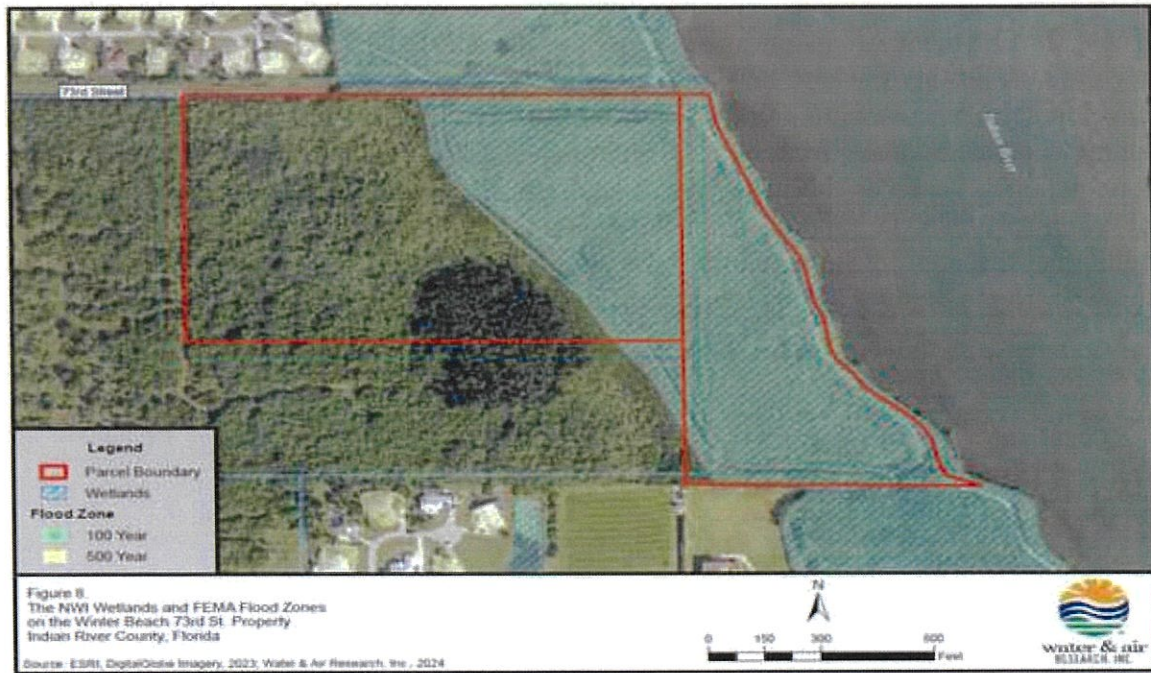 73rd Street
Indian River
Legend
Parcel Boundary
Wetlands
Flood Zone
100 Year
500 Year
Figure 8.
The NWI Wetlands and FEMA Flood Zones
on the Winter Beach 73rd St. Property
Indian River County, Florida
Source: ESRI, DigitalGlobe Imagery, 2023; Water & Air Research, Inc., 2024
N
0 150 300 600
Feet
water & air
RESEARCH, INC.